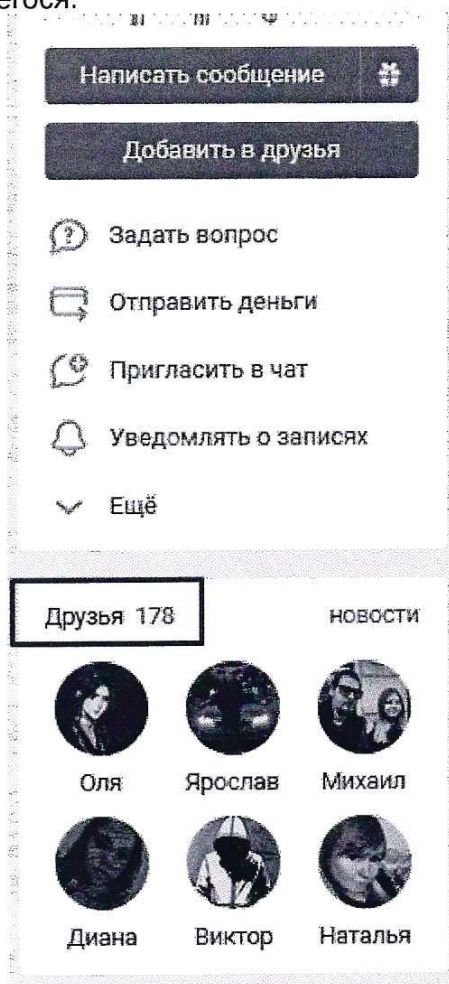 егося.
Написать сообщение
Добавить в друзья
Задать вопрос
Отправить деньги
Пригласить в чат
Уведомлять о записях
Ещё
Друзья 178 новости
Оля Ярослав Михаил
Диана Виктор Наталья